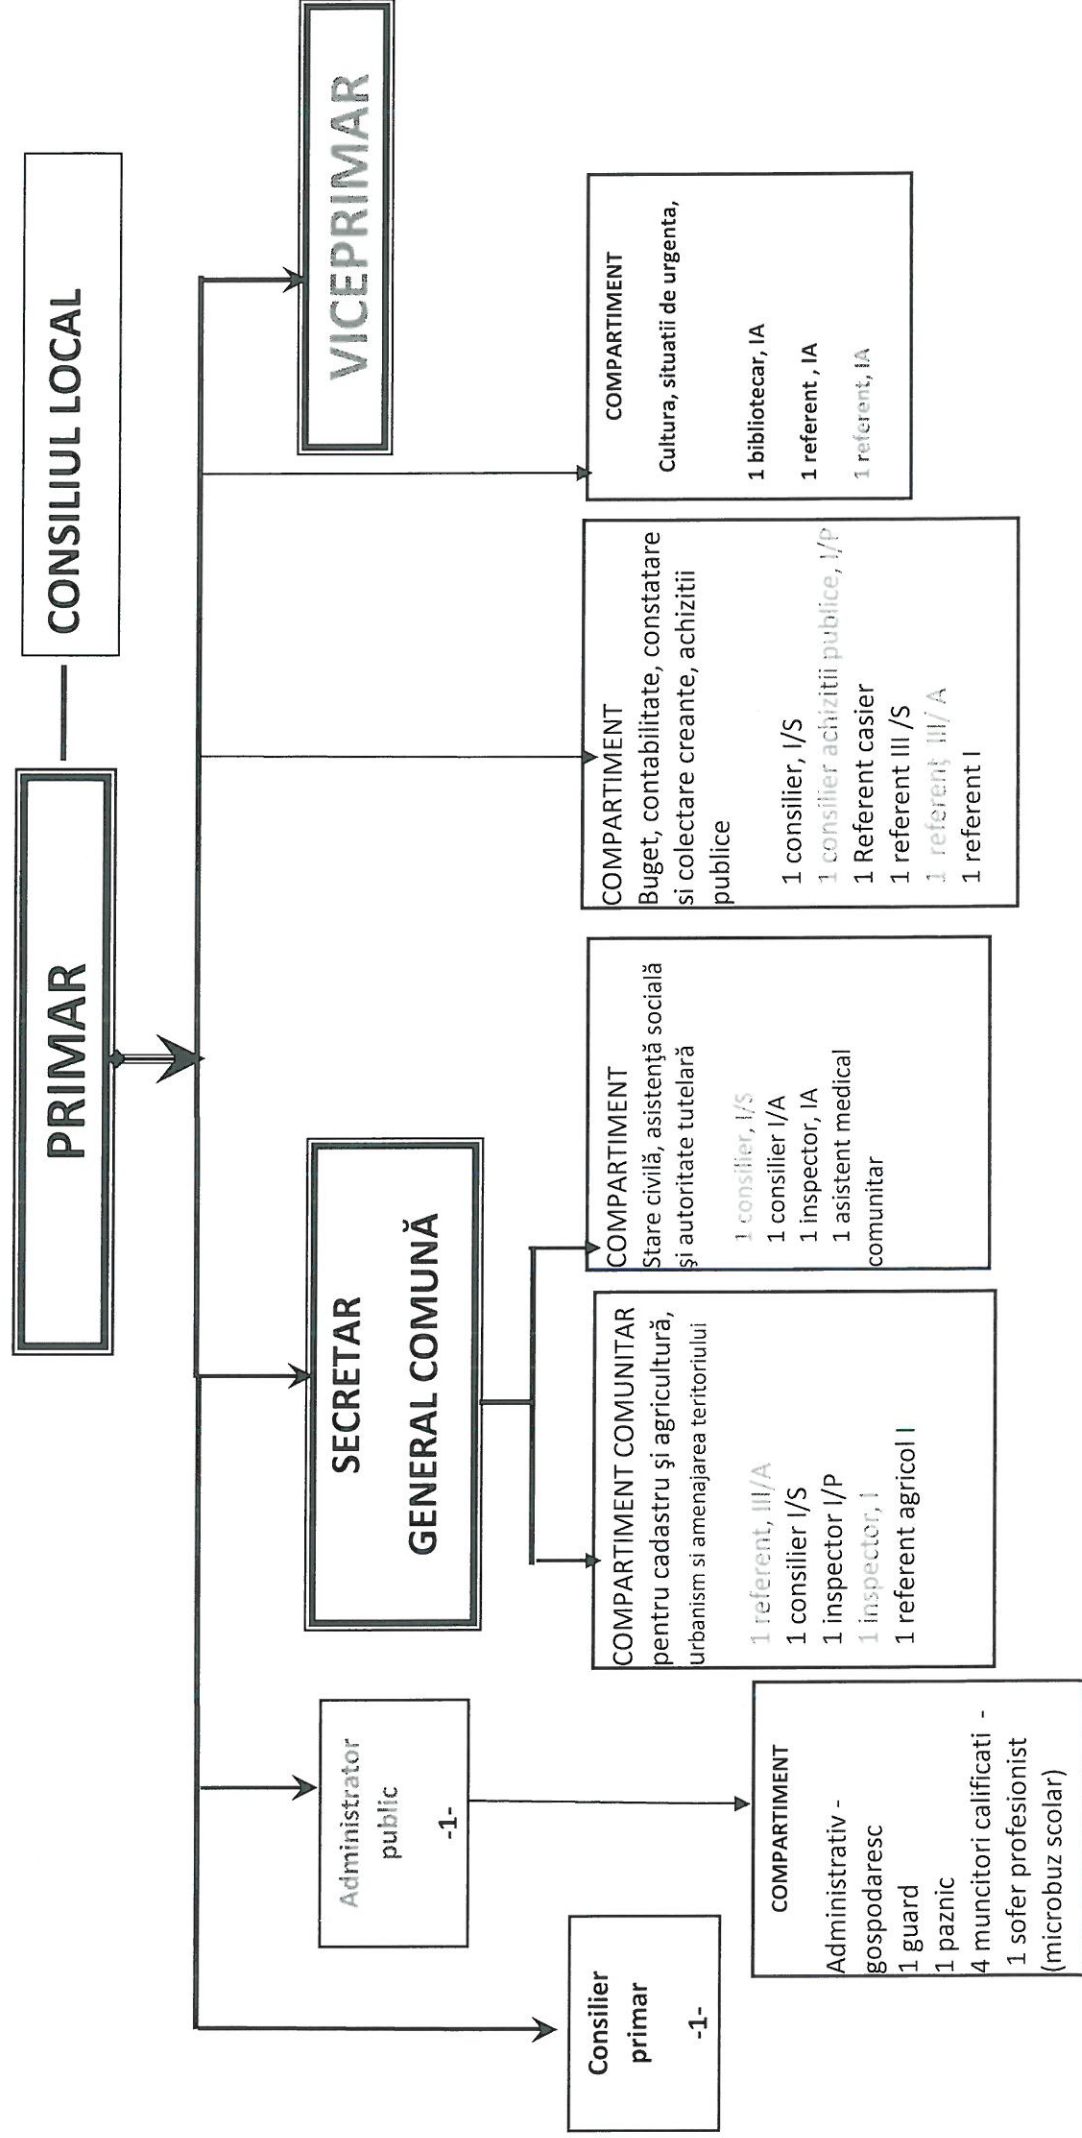 PRIMAR
CONSILIUL LOCAL
VICEPRIMAR
SECRETAR
GENERAL COMUNĂ
Administrator
public
-1-
Consilier
primar
-1-
COMPARTIMENT
Administrativ -
gospodaresc
1 guard
1 paznic
4 muncitori calificati -
1 sofer profesionist
(microbuz scolar)
COMPARTIMENT COMUNITAR
pentru cadastru şi agricultură,
urbanism si amenajarea teritoriului
1 referent, III/A
1 consilier I/S
1 inspector I/P
1 inspector, I
1 referent agricol I
COMPARTIMENT
Stare civilă, asistenţă socială
şi autoritate tutelară
1 consilier, I/S
1 consilier I/A
1 inspector, IA
1 asistent medical
comunitar
COMPARTIMENT
Buget, contabilitate, constatare
si colectare creante, achizitii
publice
1 consilier, I/S
1 consilier achizitii publice, I/P
1 Referent casier
1 referent III /S
1 referent, III/ A
1 referent I
COMPARTIMENT
Cultura, situatii de urgenta,
1 bibliotecar, IA
1 referent , IA
1 referent, IA